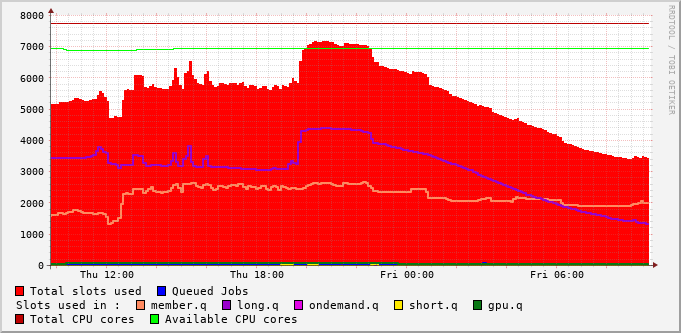 8000
7000
6000
5000
4000
3000
2000
1000
0
Thu 12:00 Thu 18:00 Fri 00:00 Fri 06:00
Total slots used Queued Jobs
Slots used in : member.q long.q ondemand.q short.q gpu.q
Total CPU cores Available CPU cores
RRDTOOL / TOBI OETIKER